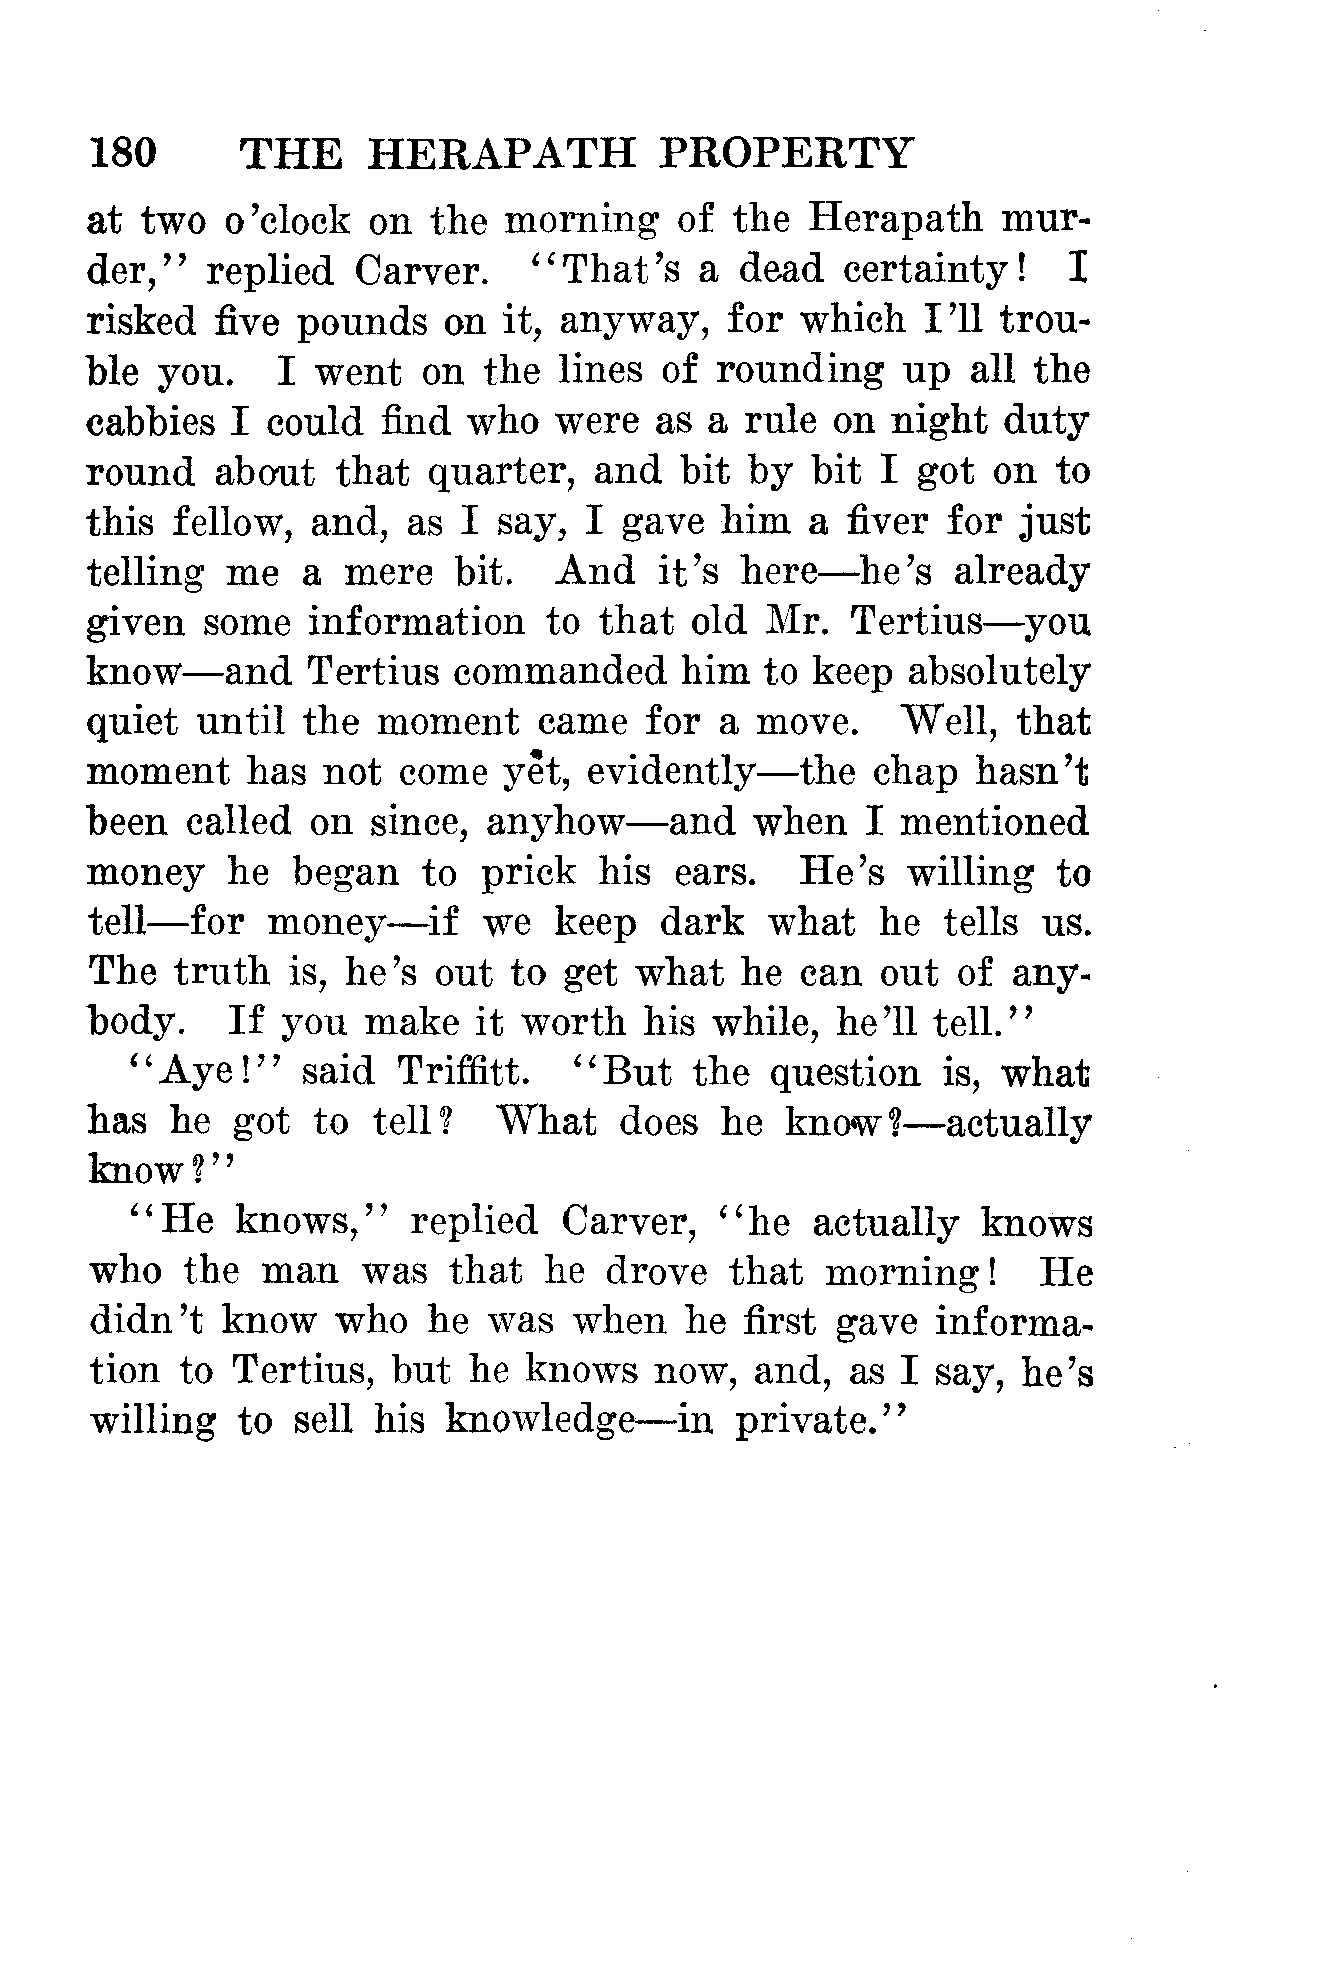 180 THE HERAPATH PROPERTY
at two o'clock on the morning of the Herapath mur-
der," replied Carver. "That's a dead certainty! I
risked five pounds on it, anyway, for which I'll trou-
ble you. I went on the lines of rounding up all the
cabbies I could find who were as a rule on night duty
round about that quarter, and bit by bit I got on to
this fellow, and, as I say, I gave him a fiver for just
telling me a mere bit. And it's here—he's already
given some information to that old Mr. Tertius—you
know—and Tertius commanded him to keep absolutely
quiet until the moment came for a move. Well, that
moment has not come yet, evidently—the chap hasn't
been called on since, anyhow—and when I mentioned
money he began to prick his ears. He's willing to
tell—for money—if we keep dark what he tells us.
The truth is, he's out to get what he can out of any-
body. If you make it worth his while, he'll tell."
"Aye!" said Triffitt. "But the question is, what
has he got to tell? What does he know?—actually
know?"
"He knows," replied Carver, "he actually knows
who the man was that he drove that morning! He
didn't know who he was when he first gave informa-
tion to Tertius, but he knows now, and, as I say, he's
willing to sell his knowledge—in private."